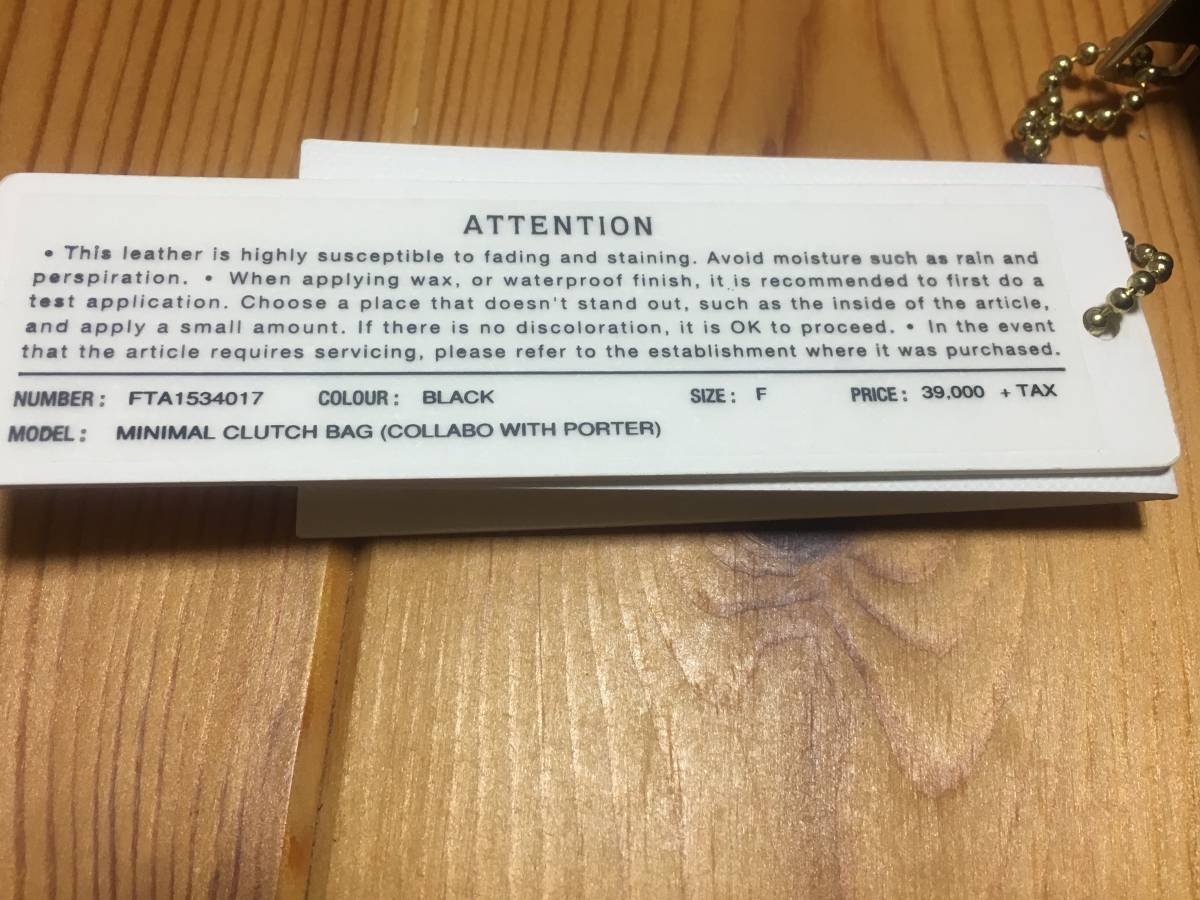 ATTENTION
• This leather is highly susceptible to fading and staining. Avoid moisture such as rain and
perspiration. • When applying wax, or waterproof finish, it is recommended to first do a
test application. Choose a place that doesn't stand out, such as the inside of the article,
and apply a small amount. If there is no discoloration, it is OK to proceed. • In the event
that the article requires servicing, please refer to the establishment where it was purchased.
NUMBER: FTA1534017 COLOUR: BLACK SIZE: F PRICE: 39,000 + TAX
MODEL: MINIMAL CLUTCH BAG (COLLABO WITH PORTER)